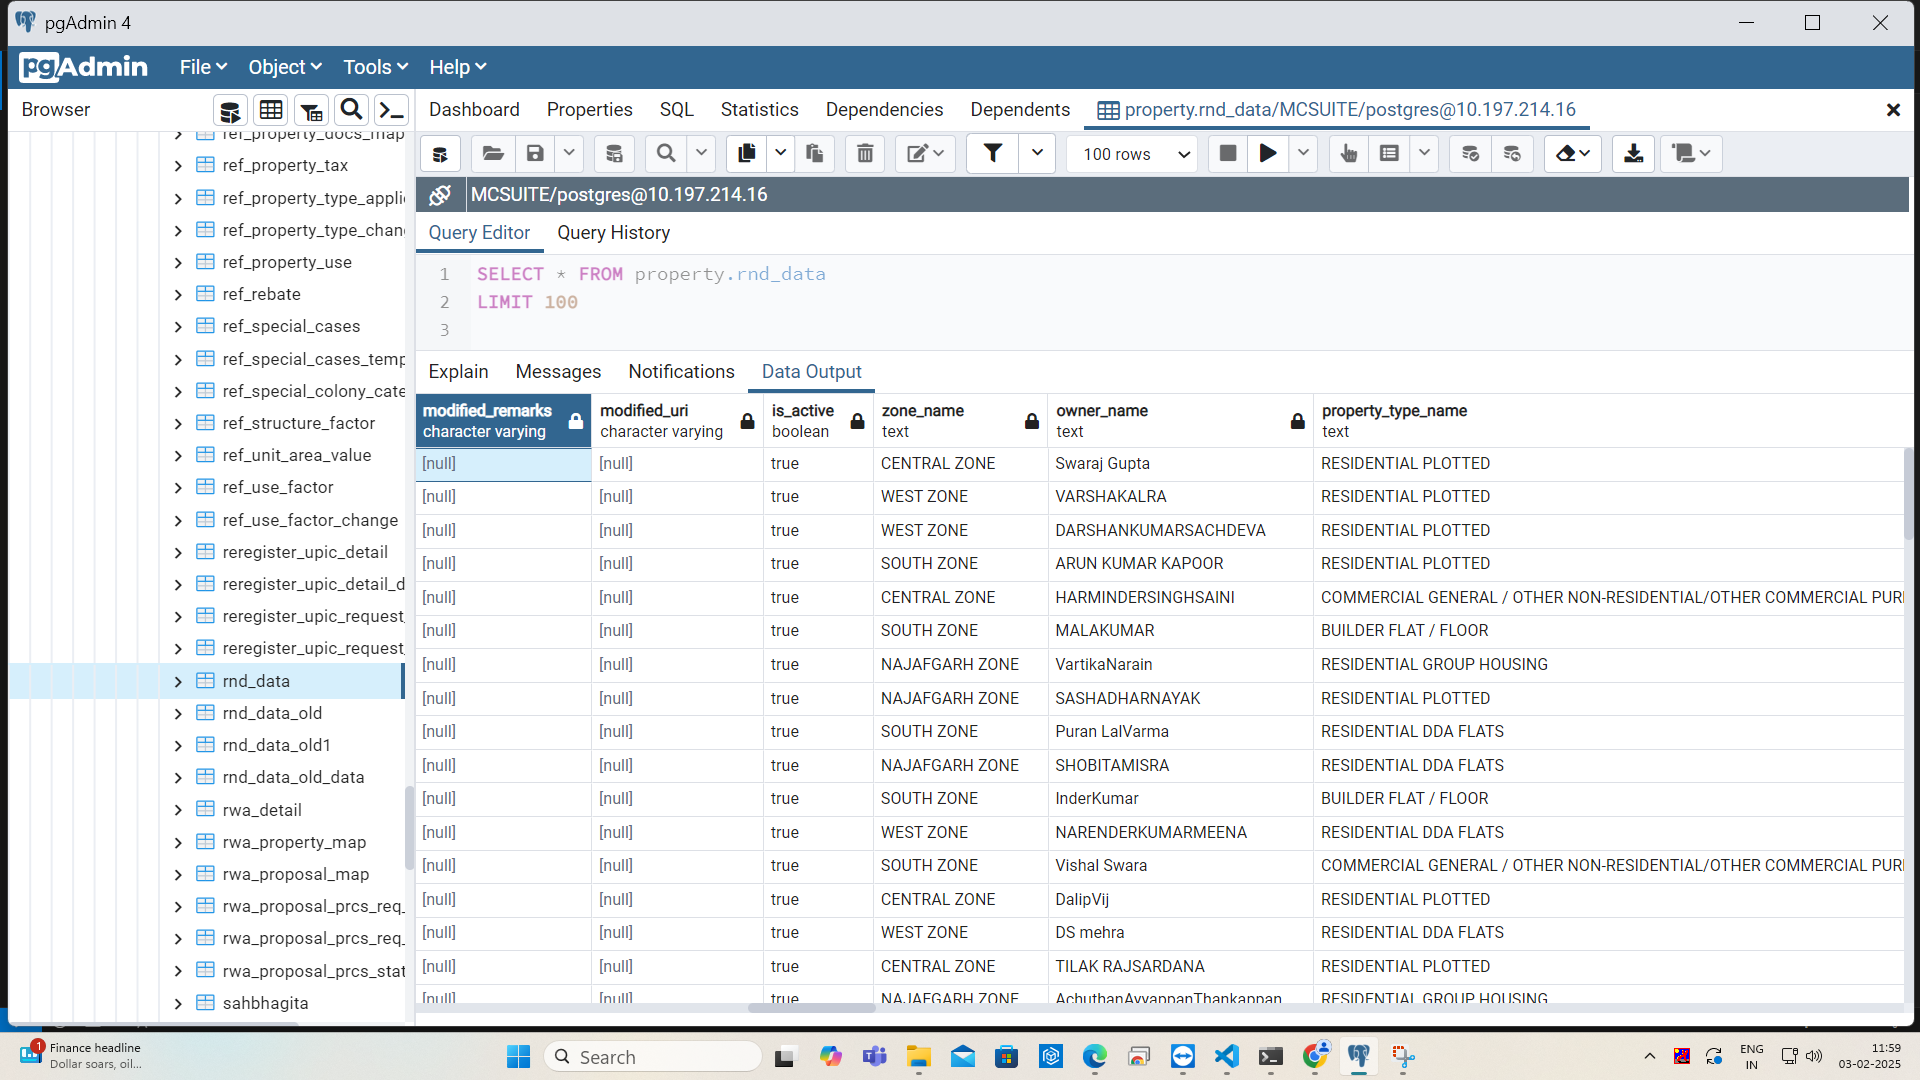 pgAdmin 4
pgAdmin
File
Object
Tools
Help
Browser
Dashboard
Properties
SQL
Statistics
Dependencies
Dependents
property.rnd_data/MCSUITE/postgres@10.197.214.16
100 rows
MCSUITE/postgres@10.197.214.16
Query Editor
Query History
1 SELECT * FROM property.rnd_data
2 LIMIT 100
3
Explain
Messages
Notifications
Data Output
ref_property_docs_map
ref_property_tax
ref_property_type_applic
ref_property_type_chang
ref_property_use
ref_rebate
ref_special_cases
ref_special_cases_temp
ref_special_colony_cate
ref_structure_factor
ref_unit_area_value
ref_use_factor
ref_use_factor_change
reregister_upic_detail
reregister_upic_detail_d
reregister_upic_request_
reregister_upic_request_
rnd_data
rnd_data_old
rnd_data_old1
rnd_data_old_data
rwa_detail
rwa_property_map
rwa_proposal_map
rwa_proposal_prcs_req_
rwa_proposal_prcs_req_
rwa_proposal_prcs_stat
sahbhagita
modified_remarks modified_uri is_active zone_name owner_name property_type_name
character varying character varying boolean text text text
[null] [null] true CENTRAL ZONE Swaraj Gupta RESIDENTIAL PLOTTED
[null] [null] true WEST ZONE VARSHAKALRA RESIDENTIAL PLOTTED
[null] [null] true WEST ZONE DARSHANKUMARSACHDEVA RESIDENTIAL PLOTTED
[null] [null] true SOUTH ZONE ARUN KUMAR KAPOOR RESIDENTIAL PLOTTED
[null] [null] true CENTRAL ZONE HARMINDERSINGHSAINI COMMERCIAL GENERAL / OTHER NON-RESIDENTIAL/OTHER COMMERCIAL PUR
[null] [null] true SOUTH ZONE MALAKUMAR BUILDER FLAT / FLOOR
[null] [null] true NAJAFGARH ZONE VartikaNarain RESIDENTIAL GROUP HOUSING
[null] [null] true NAJAFGARH ZONE SASHADHARNAYAK RESIDENTIAL PLOTTED
[null] [null] true SOUTH ZONE Puran LalVarma RESIDENTIAL DDA FLATS
[null] [null] true NAJAFGARH ZONE SHOBITAMISRA RESIDENTIAL DDA FLATS
[null] [null] true SOUTH ZONE InderKumar BUILDER FLAT / FLOOR
[null] [null] true WEST ZONE NARENDERKUMARMEENA RESIDENTIAL DDA FLATS
[null] [null] true SOUTH ZONE Vishal Swara COMMERCIAL GENERAL / OTHER NON-RESIDENTIAL/OTHER COMMERCIAL PUR
[null] [null] true CENTRAL ZONE DalipVij RESIDENTIAL PLOTTED
[null] [null] true WEST ZONE DS mehra RESIDENTIAL DDA FLATS
[null] [null] true CENTRAL ZONE TILAK RAJSARDANA RESIDENTIAL PLOTTED
[null] [null] true NAJAFGARH ZONE AchuthanAyyappanThankappan RESIDENTIAL GROUP HOUSING
1
Finance headline
Dollar soars, oil...
Search
ENG
IN
11:59
03-02-2025